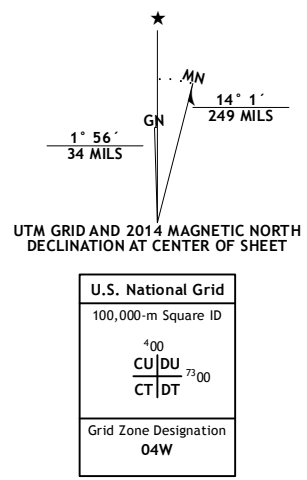 MN
GN
14° 1´
249 MILS
1° 56´
34 MILS
UTM GRID AND 2014 MAGNETIC NORTH
DECLINATION AT CENTER OF SHEET
U.S. National Grid
100,000-m Square ID
⁴00
CU DU
⁷³00
CT DT
Grid Zone Designation
04W